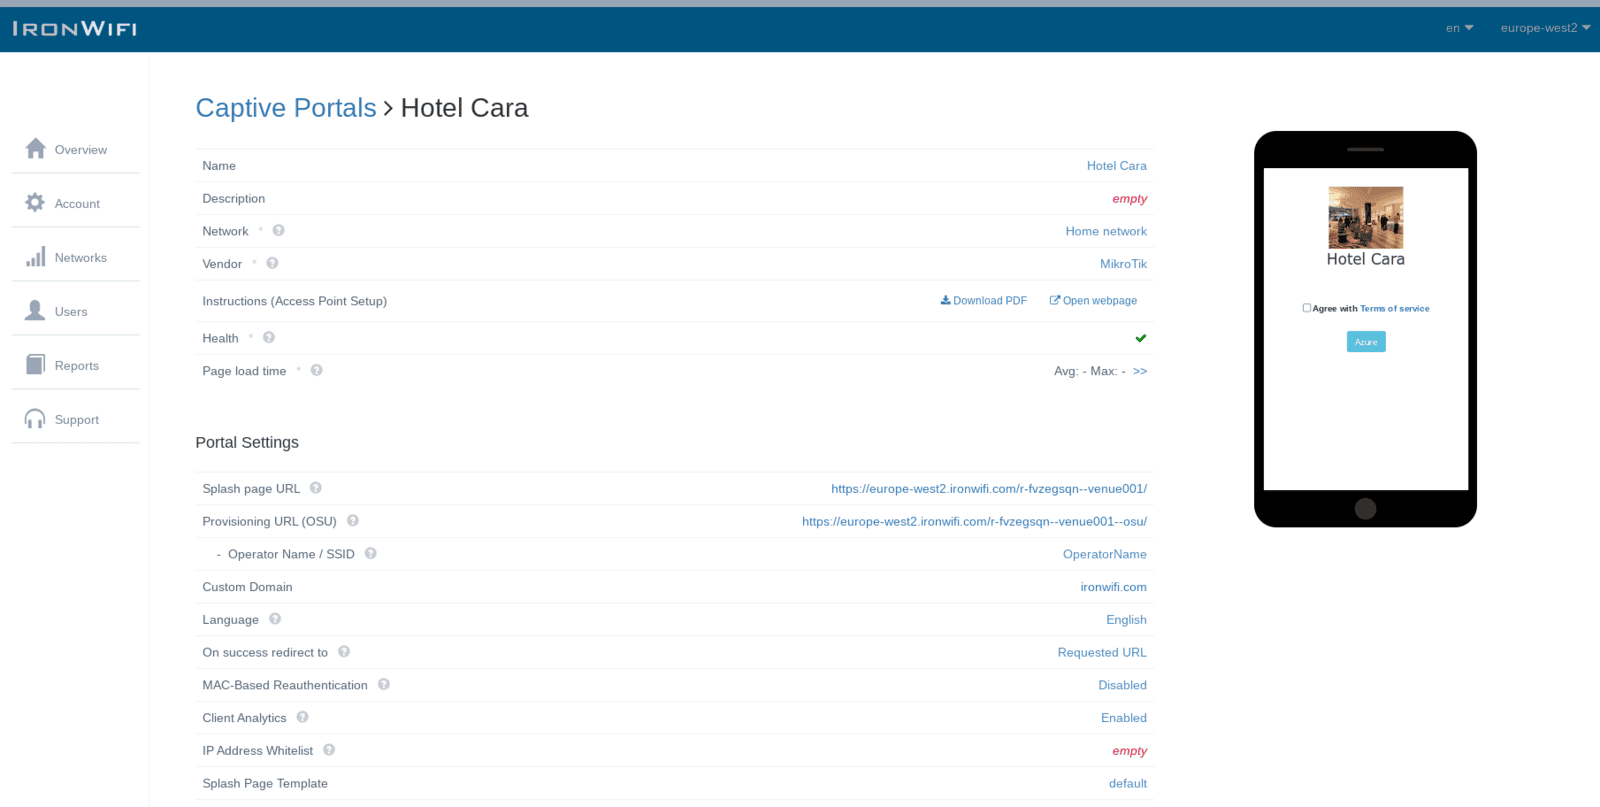 IronWifi
en
europe-west2
Captive Portals > Hotel Cara
Overview
Account
Networks
Users
Reports
Support
Name Hotel Cara
Description empty
Network * ? Home network
Vendor * ? MikroTik
Instructions (Access Point Setup) Download PDF Open webpage
Health * ?
Page load time * ? Avg: - Max: - >>
Portal Settings
Splash page URL ? https://europe-west2.ironwifi.com/r-fvzegsqn--venue001/
Provisioning URL (OSU) ? https://europe-west2.ironwifi.com/r-fvzegsqn--venue001--osu/
- Operator Name / SSID ? OperatorName
Custom Domain ironwifi.com
Language ? English
On success redirect to ? Requested URL
MAC-Based Reauthentication ? Disabled
Client Analytics ? Enabled
IP Address Whitelist ? empty
Splash Page Template default
Hotel Cara
Agree with Terms of service
Azure